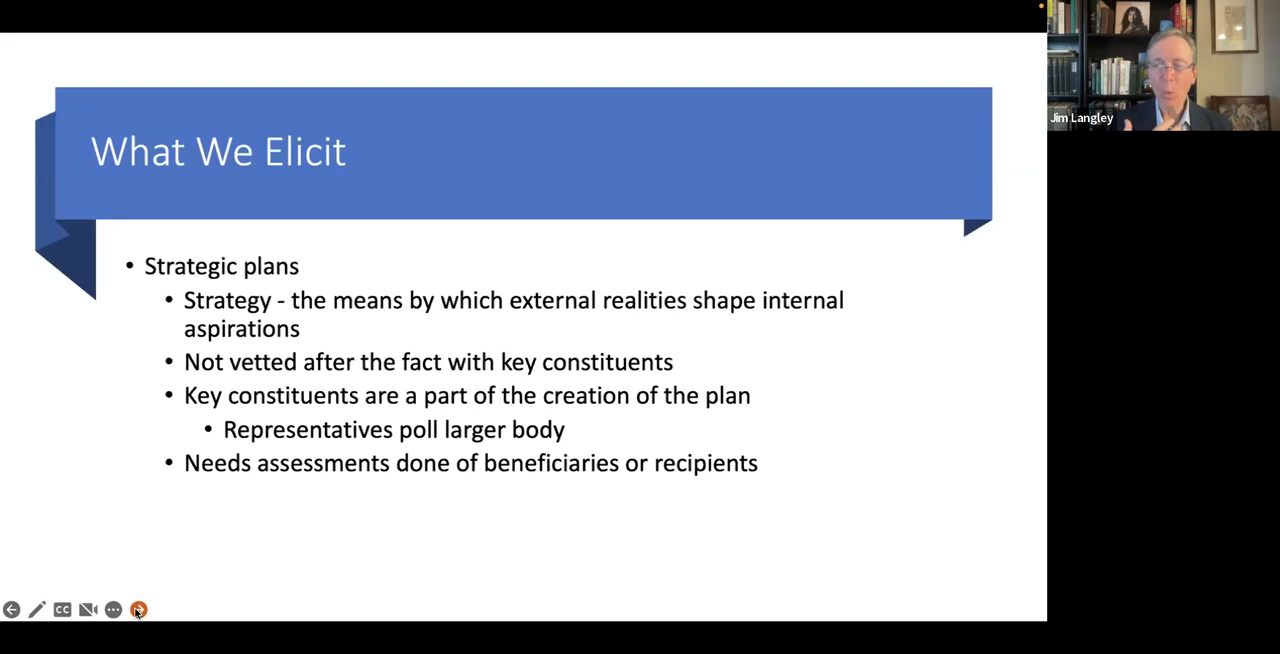 What We Elicit
• Strategic plans
• Strategy - the means by which external realities shape internal
aspirations
• Not vetted after the fact with key constituents
• Key constituents are a part of the creation of the plan
• Representatives poll larger body
• Needs assessments done of beneficiaries or recipients
Jim Langley
CC